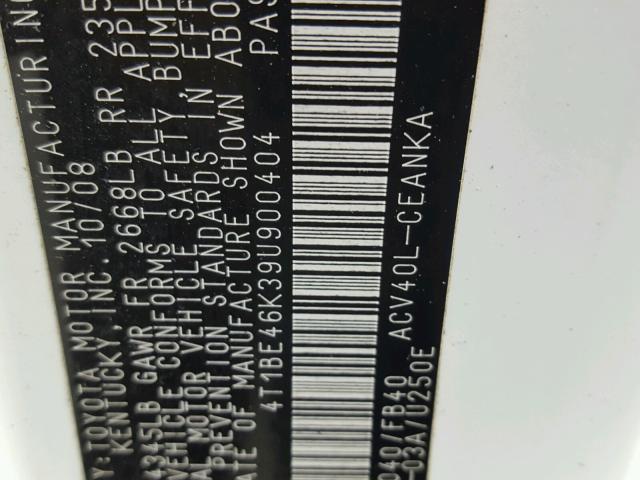 Y: TOYOTA MOTOR MANUFACTURING
KENTUCKY, INC. 10/08
4345LB GAWR FR 2668LB RR 235
VEHICLE CONFORMS TO ALL APPL
AL MOTOR VEHICLE SAFETY, BUMP
PREVENTION STANDARDS IN EFF
ATE OF MANUFACTURE SHOWN ABO
4T1BE46K39U900404 PAS
040/FB40 ACV40L-CEANKA
-03A/U250E